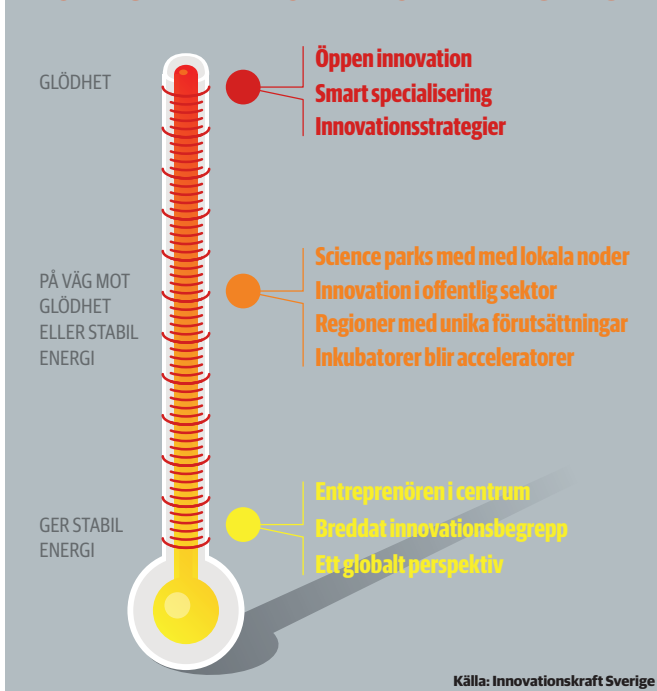 GLÖDHET
Öppen innovation
Smart specialisering
Innovationsstrategier
PÅ VÄG MOT
GLÖDHET
ELLER STABIL
ENERGI
Science parks med med lokala noder
Innovation i offentlig sektor
Regioner med unika förutsättningar
Inkubatorer blir acceleratorer
GER STABIL
ENERGI
Entreprenören i centrum
Breddat innovationsbegrepp
Ett globalt perspektiv
Källa: Innovationskraft Sverige